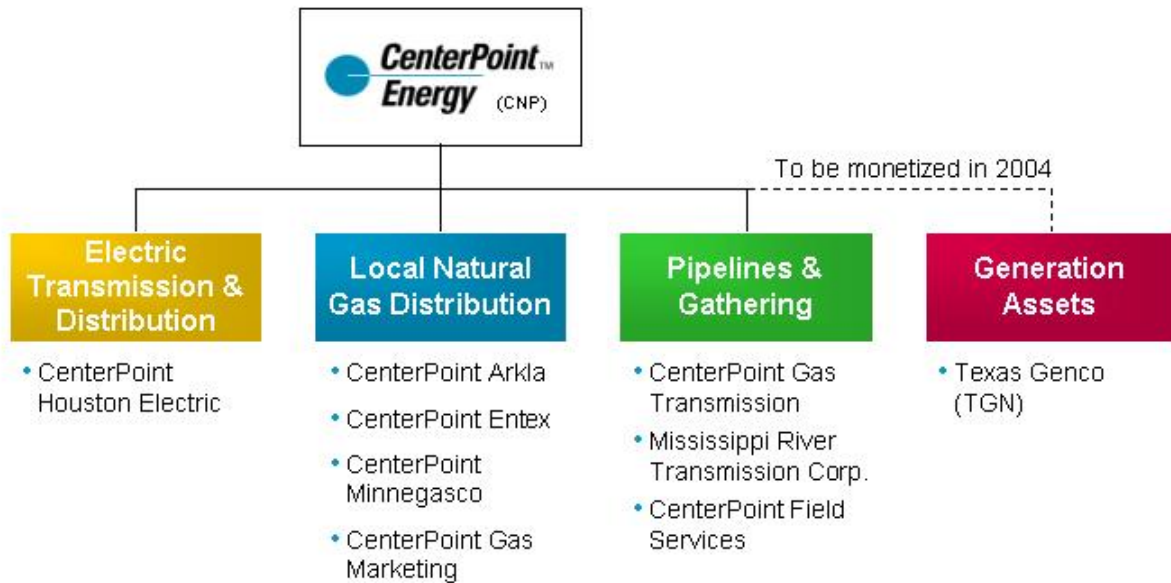 CenterPoint™
Energy (CNP)
To be monetized in 2004
Electric
Transmission &
Distribution
• CenterPoint
Houston Electric
Local Natural
Gas Distribution
• CenterPoint Arkla
• CenterPoint Entex
• CenterPoint
Minnegasco
• CenterPoint Gas
Marketing
Pipelines &
Gathering
• CenterPoint Gas
Transmission
• Mississippi River
Transmission Corp.
• CenterPoint Field
Services
Generation
Assets
• Texas Genco
(TGN)